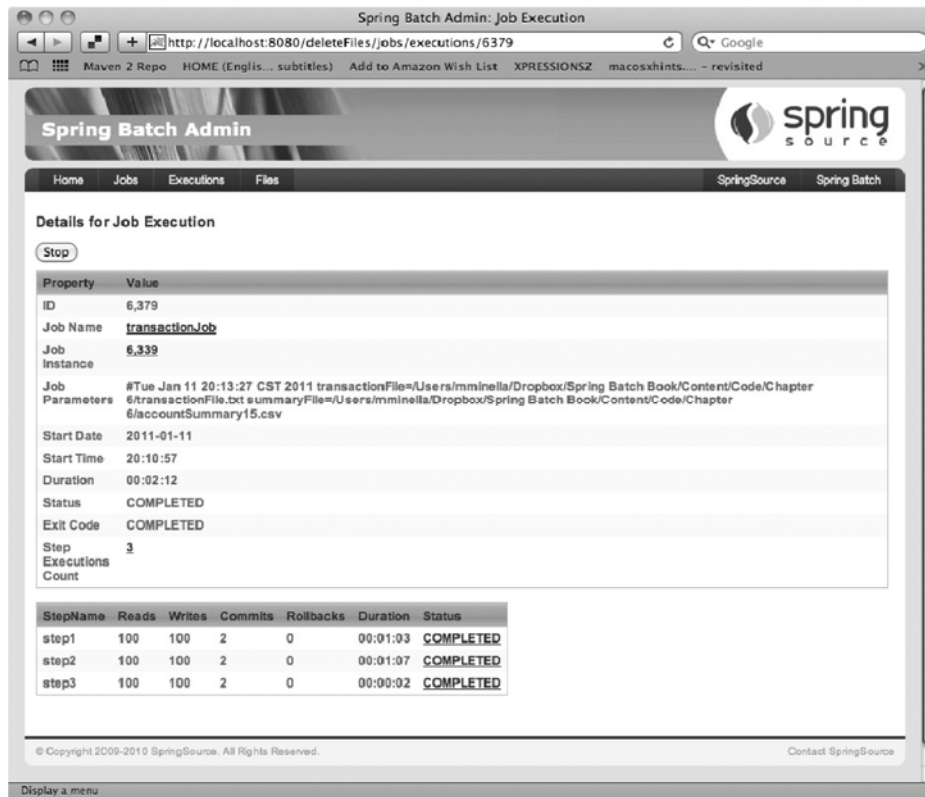 Spring Batch Admin: Job Execution
http://localhost:8080/deleteFiles/jobs/executions/6379
Google
Maven 2 Repo HOME (Englis... subtitles) Add to Amazon Wish List XPRESSIONSZ macosxhints.... – revisited
Spring Batch Admin
spring
source
Home Jobs Executions Files SpringSource Spring Batch
Details for Job Execution
Stop
Property Value
ID 6,379
Job Name transactionJob
Job Instance 6,339
Job Parameters #Tue Jan 11 20:13:27 CST 2011 transactionFile=/Users/mminella/Dropbox/Spring Batch Book/Content/Code/Chapter
6/transactionFile.txt summaryFile=/Users/mminella/Dropbox/Spring Batch Book/Content/Code/Chapter
6/accountSummary15.csv
Start Date 2011-01-11
Start Time 20:10:57
Duration 00:02:12
Status COMPLETED
Exit Code COMPLETED
Step Executions Count 3
StepName Reads Writes Commits Rollbacks Duration Status
step1 100 100 2 0 00:01:03 COMPLETED
step2 100 100 2 0 00:01:07 COMPLETED
step3 100 100 2 0 00:00:02 COMPLETED
© Copyright 2009-2010 SpringSource. All Rights Reserved. Contact SpringSource
Display a menu